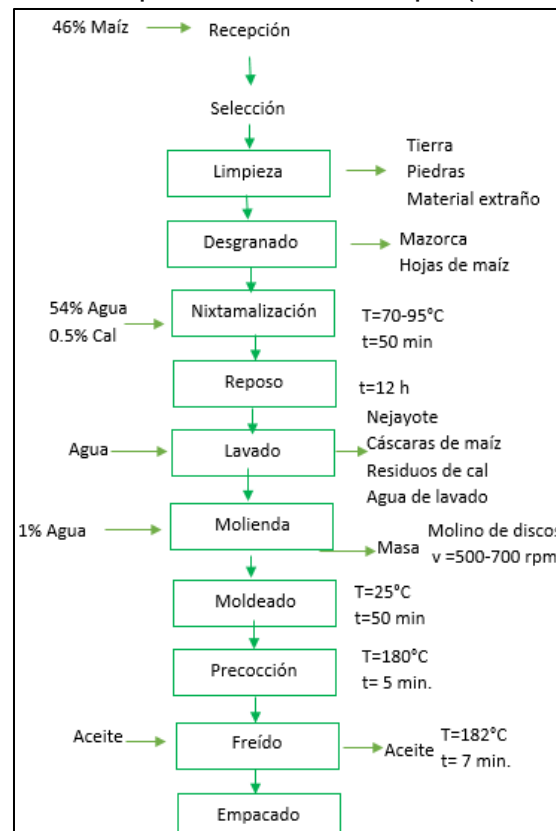 46% Maíz
Recepción
Selección
Limpieza
Tierra
Piedras
Material extraño
Desgranado
Mazorca
Hojas de maíz
54% Agua
0.5% Cal
Nixtamalización
T=70-95°C
t=50 min
Reposo
t=12 h
Agua
Lavado
Nejayote
Cáscaras de maíz
Residuos de cal
Agua de lavado
1% Agua
Molienda
Masa
Molino de discos
v =500-700 rpm
Moldeado
T=25°C
t=50 min
Precocción
T=180°C
t= 5 min.
Aceite
Freído
Aceite
T=182°C
t= 7 min.
Empacado